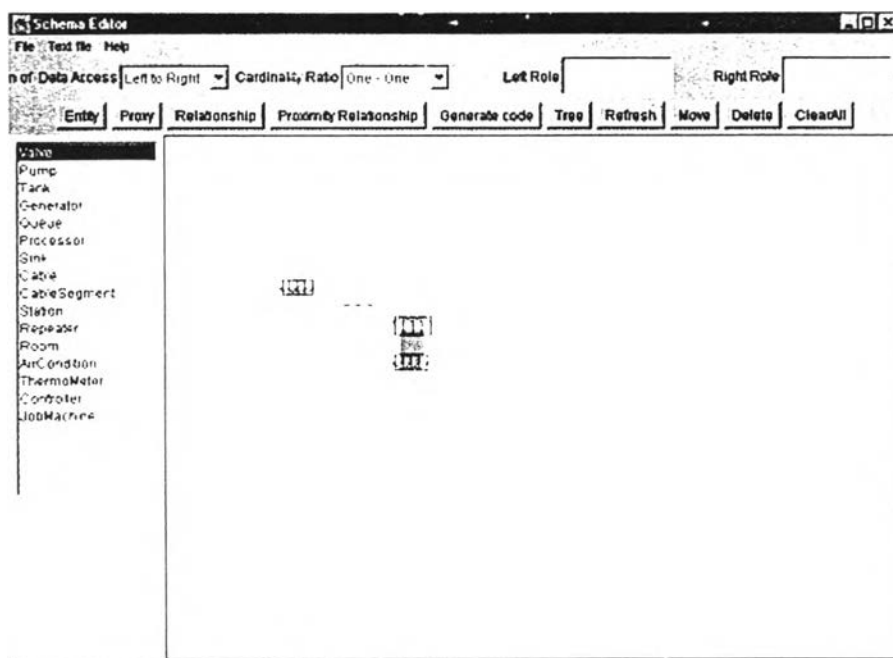 Schema Editor
File Text file Help
n of Data Access Left to Right Cardinality Ratio One - One Left Role Right Role
Entity Proxy Relationship Proximity Relationship Generate code Tree Refresh Move Delete ClearAll
Valve
Pump
Tank
Generator
Queue
Processor
Sink
Cable
CableSegment
Station
Repeater
Room
AirCondition
ThermoMeter
Controller
JobMachine